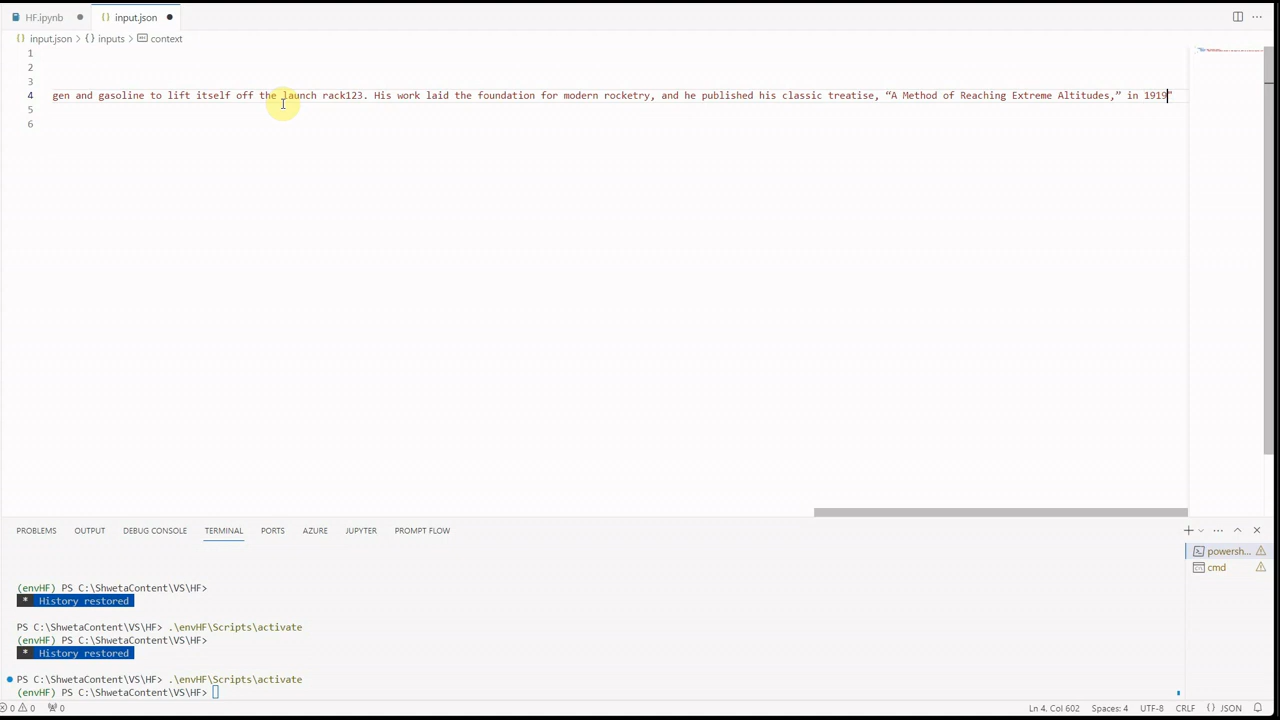 HF.ipynb
input.json
input.json > {} inputs > context
1
2
3
4 gen and gasoline to lift itself off the launch rack123. His work laid the foundation for modern rocketry, and he published his classic treatise, “A Method of Reaching Extreme Altitudes,” in 1919"
5
6
PROBLEMS OUTPUT DEBUG CONSOLE TERMINAL PORTS AZURE JUPYTER PROMPT FLOW
powersh...
cmd
(envHF) PS C:\ShwetaContent\VS\HF>
* History restored
PS C:\ShwetaContent\VS\HF> .\envHF\Scripts\activate
(envHF) PS C:\ShwetaContent\VS\HF>
* History restored
PS C:\ShwetaContent\VS\HF> .\envHF\Scripts\activate
(envHF) PS C:\ShwetaContent\VS\HF>
0 0 0 Ln 4, Col 602 Spaces: 4 UTF-8 CRLF {} JSON